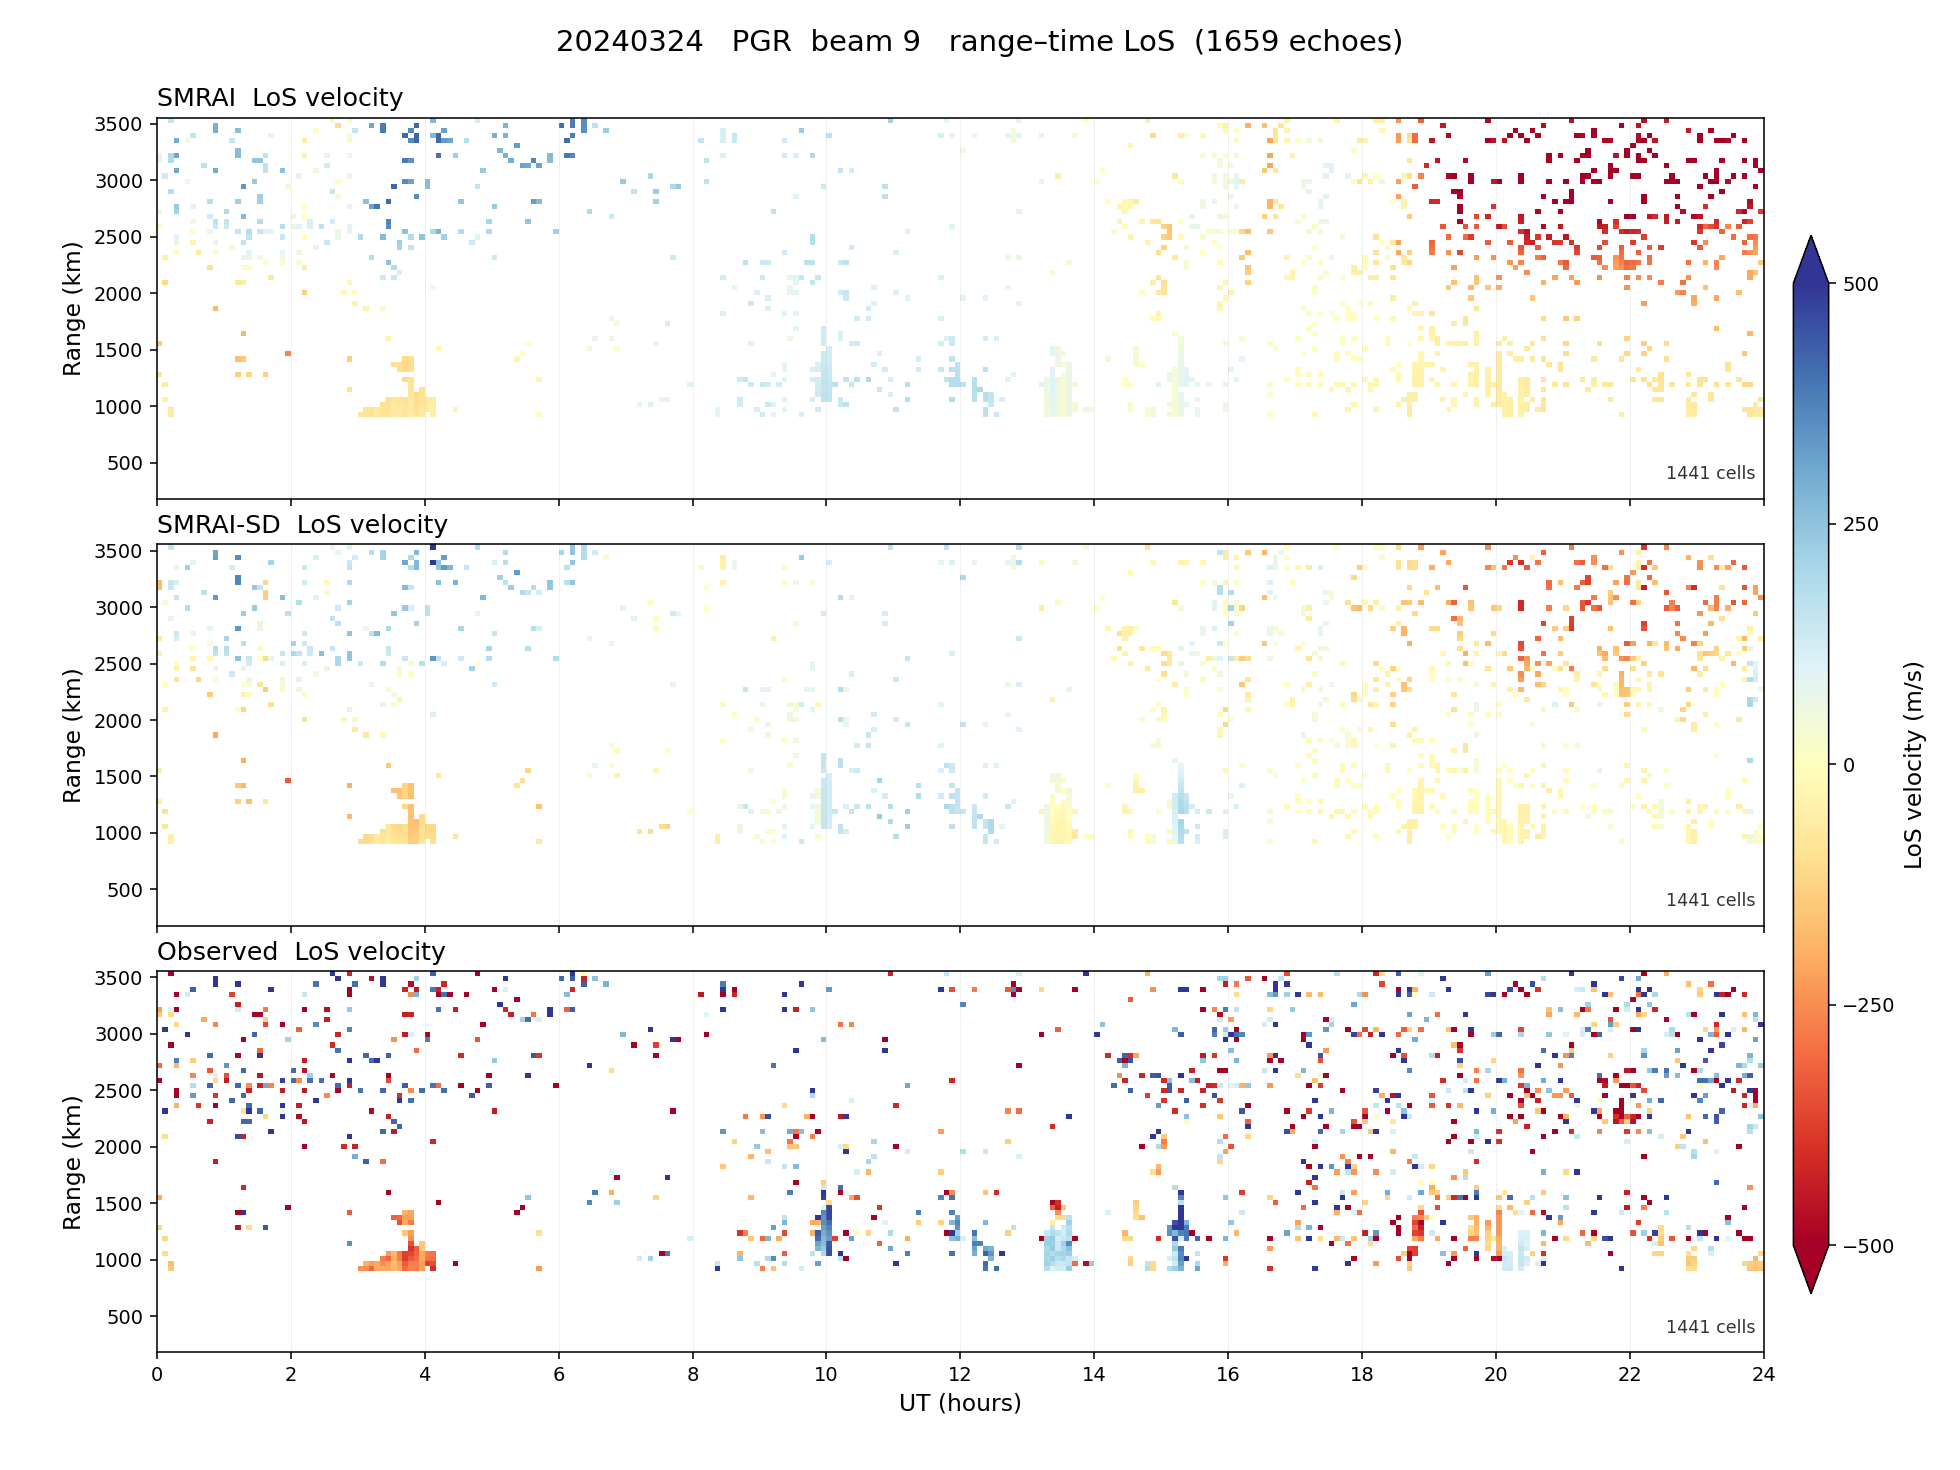 20240324   PGR  beam 9   range–time LoS  (1659 echoes)
SMRAI  LoS velocity
3500
3000
2500
2000
1500
1000
500
Range (km)
1441 cells
SMRAI-SD  LoS velocity
3500
3000
2500
2000
1500
1000
500
Range (km)
1441 cells
Observed  LoS velocity
3500
3000
2500
2000
1500
1000
500
Range (km)
1441 cells
0 2 4 6 8 10 12 14 16 18 20 22 24
UT (hours)
500
250
0
−250
−500
LoS velocity (m/s)